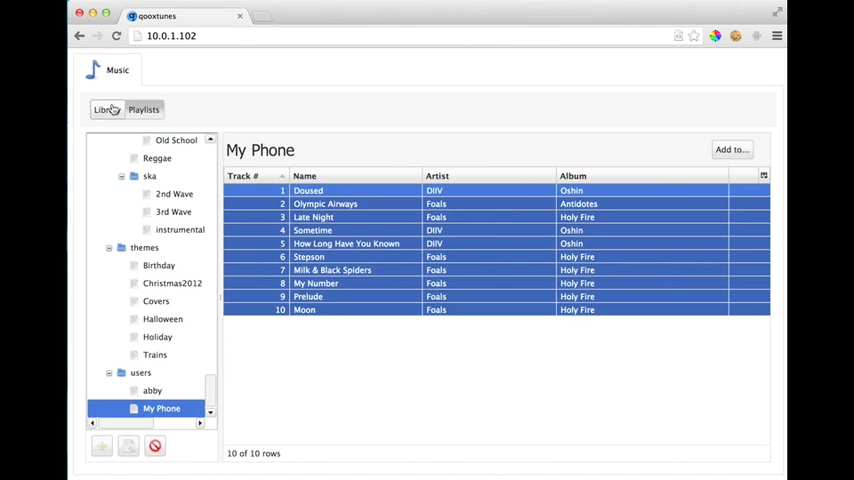 qooxtunes
10.0.1.102
Music
Playlists
Old School
Reggae
ska
2nd Wave
3rd Wave
instrumental
themes
Birthday
Christmas2012
Covers
Halloween
Holiday
Trains
users
abby
My Phone
My Phone
Add to...
Track # Name Artist Album
1 Doused DIIV Oshin
2 Olympic Airways Foals Antidotes
3 Late Night Foals Holy Fire
4 Sometime DIIV Oshin
5 How Long Have You Known DIIV Oshin
6 Stepson Foals Holy Fire
7 Milk & Black Spiders Foals Holy Fire
8 My Number Foals Holy Fire
9 Prelude Foals Holy Fire
10 Moon Foals Holy Fire
10 of 10 rows